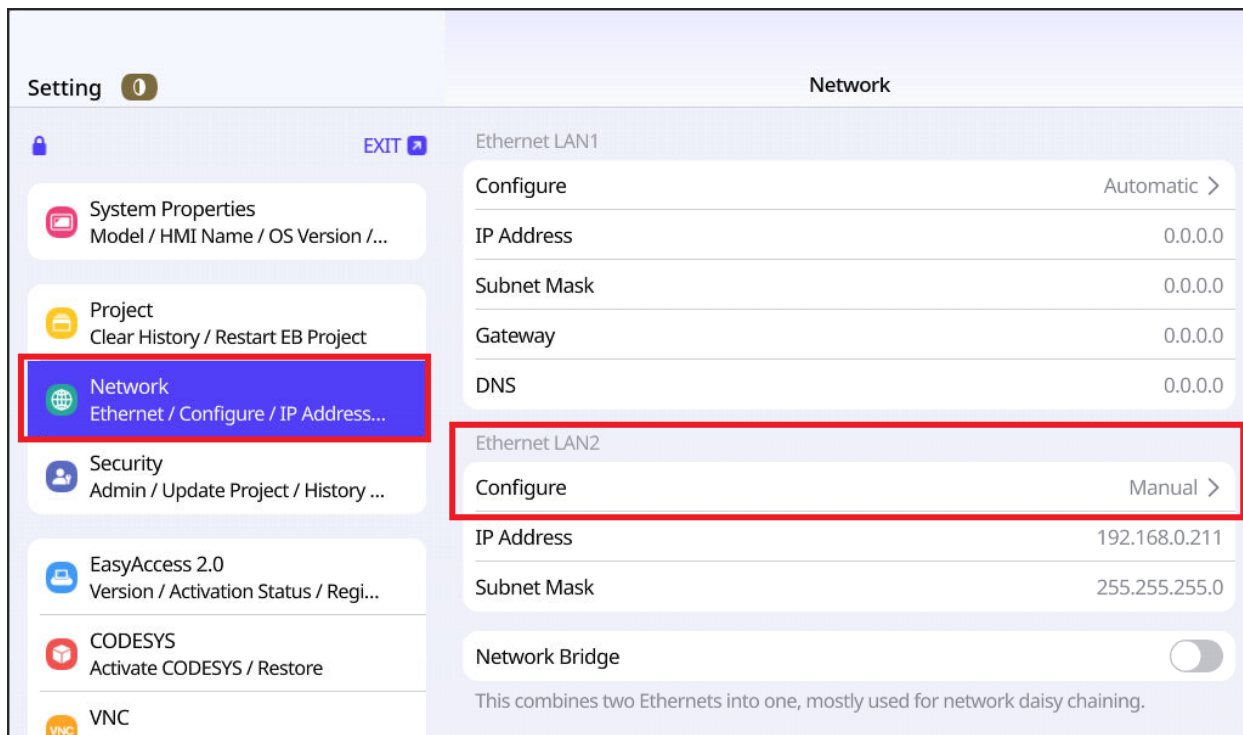 Setting
Network
EXIT
System Properties
Model / HMI Name / OS Version /...
Project
Clear History / Restart EB Project
Network
Ethernet / Configure / IP Address...
Security
Admin / Update Project / History ...
EasyAccess 2.0
Version / Activation Status / Regi...
CODESYS
Activate CODESYS / Restore
VNC
VNC
Ethernet LAN1
Configure Automatic
IP Address 0.0.0.0
Subnet Mask 0.0.0.0
Gateway 0.0.0.0
DNS 0.0.0.0
Ethernet LAN2
Configure Manual
IP Address 192.168.0.211
Subnet Mask 255.255.255.0
Network Bridge
This combines two Ethernets into one, mostly used for network daisy chaining.